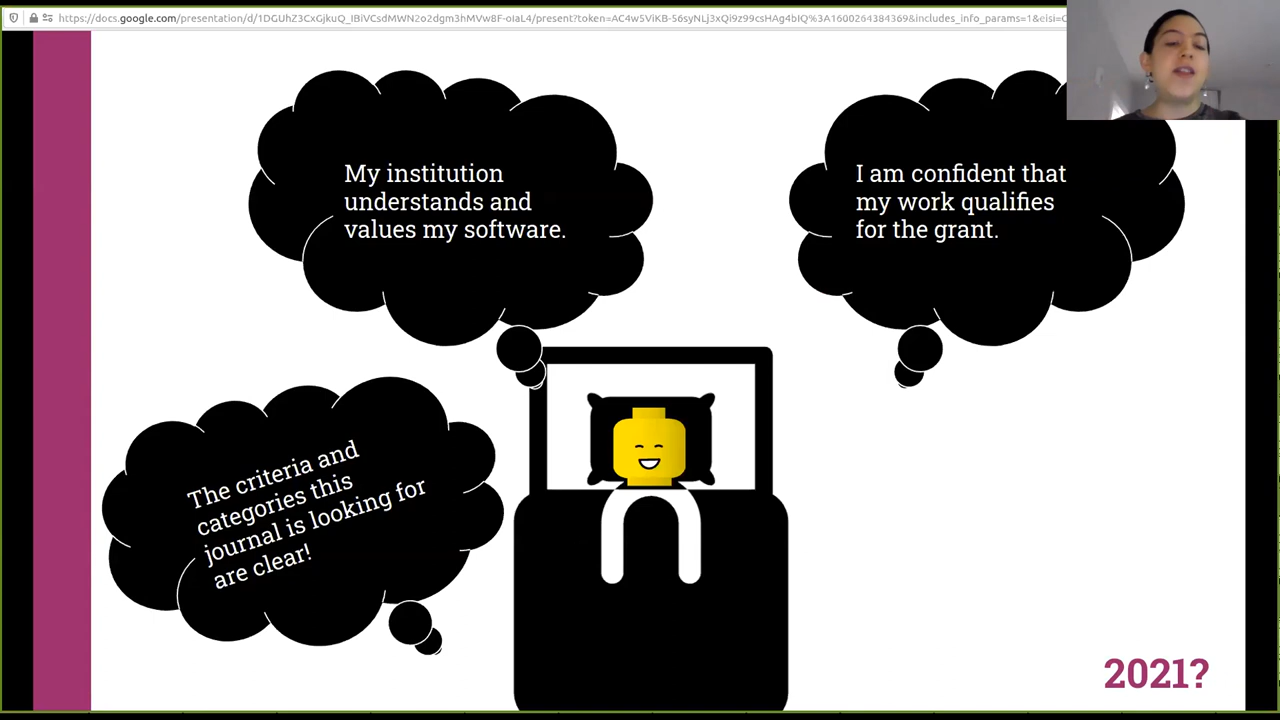 https://docs.google.com/presentation/d/1DGUhZ3CxGjkuQ_IBiVCsdMWN2o2dgm3hMVw8F-oIaL4/present?token=AC4w5ViKB-S6syNLj3xQi9z99csHAg4bIQ%3A1600264384369&includes_info_params=1&eisi=
My institution
understands and
values my software.
I am confident that
my work qualifies
for the grant.
The criteria and
categories this
journal is looking for
are clear!
2021?